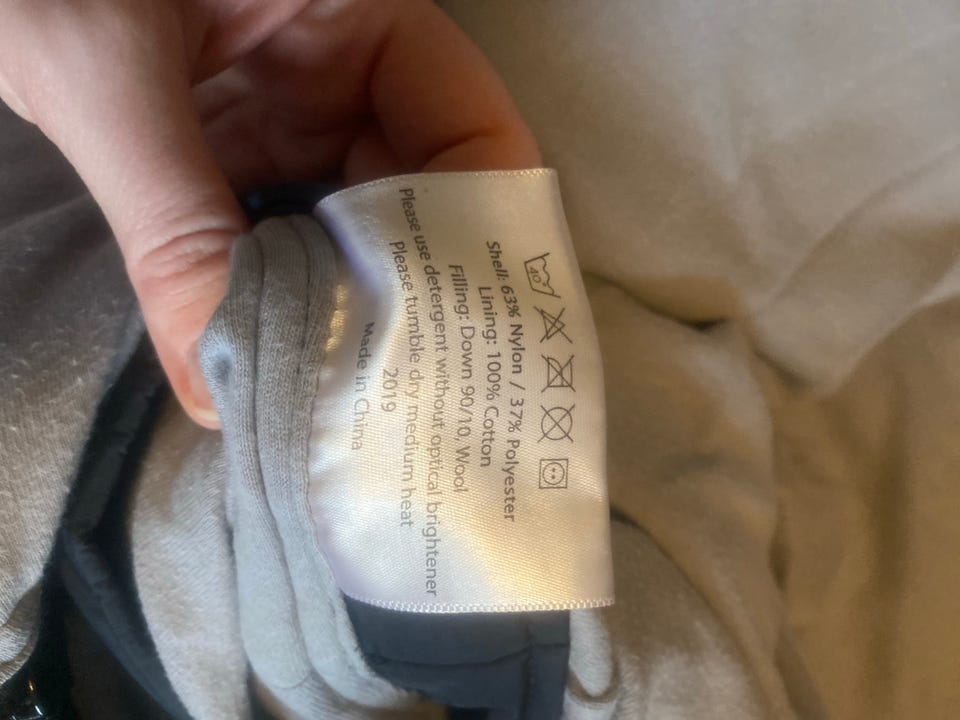 40
Shell: 63% Nylon / 37% Polyester
Lining: 100% Cotton
Filling: Down 90/10, Wool
Please use detergent without optical brightener
Please tumble dry medium heat
2019
Made in China